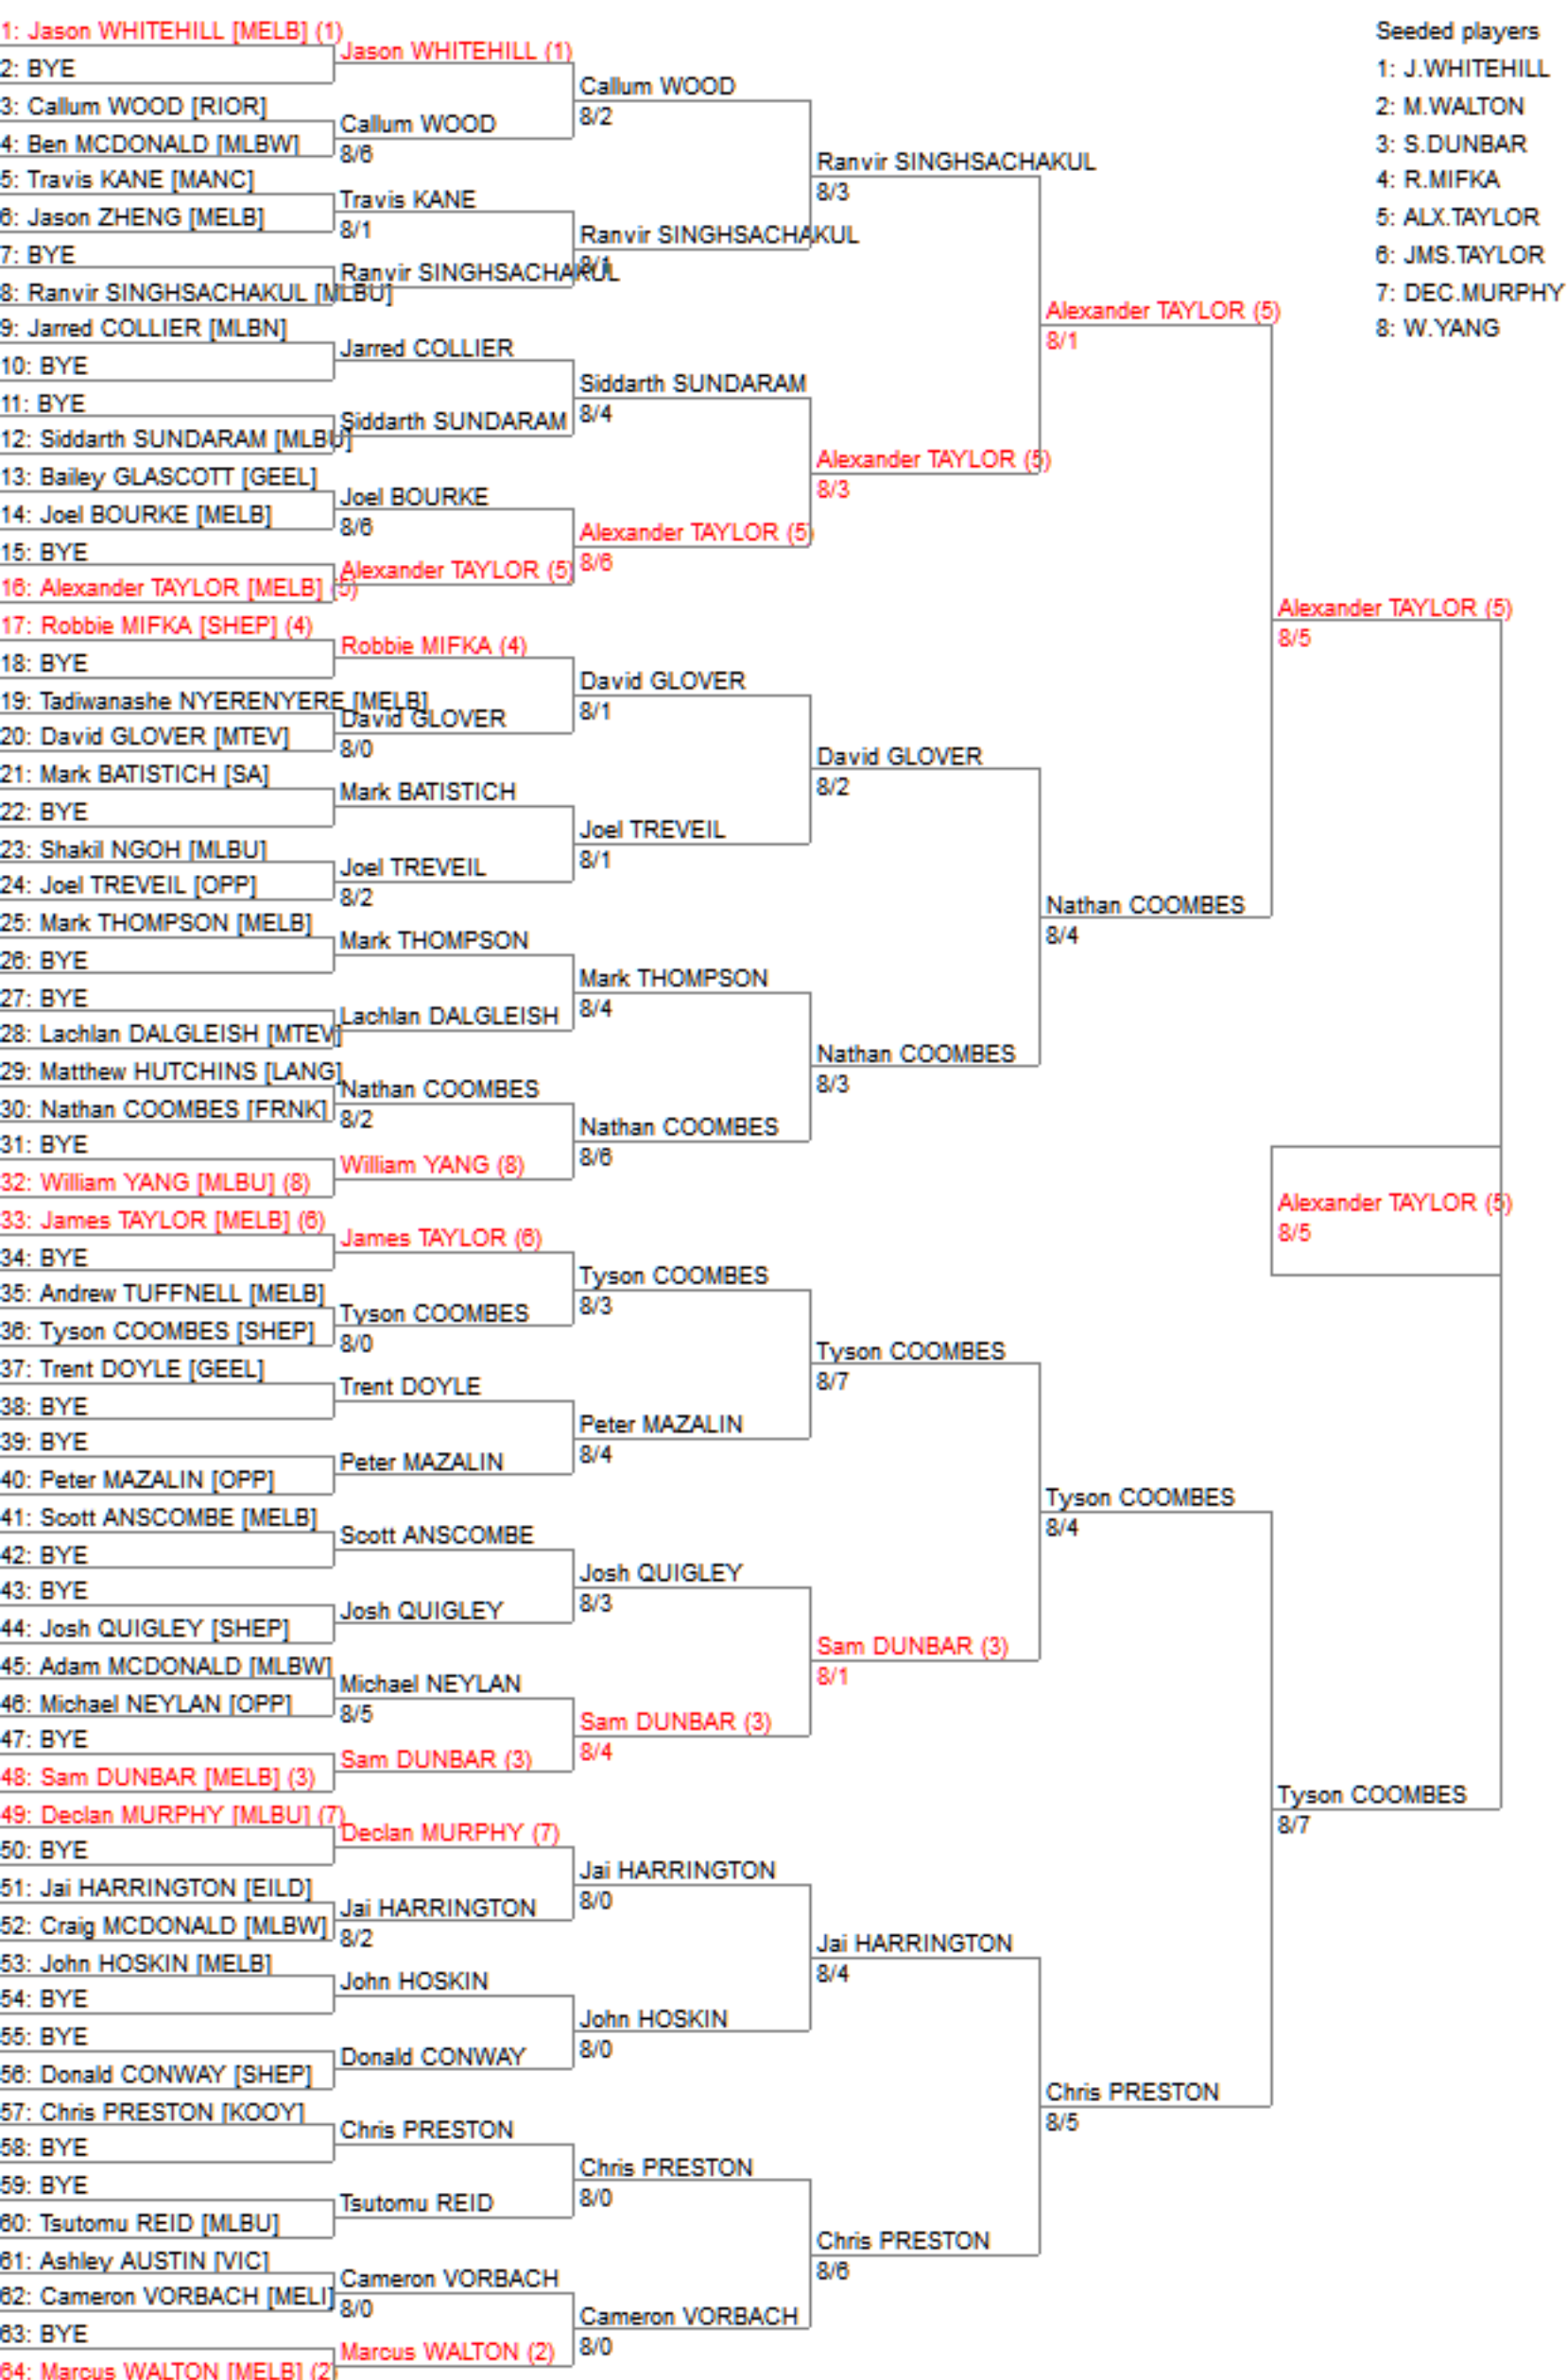 1: Jason WHITEHILL [MELB] (1)
2: BYE
3: Callum WOOD [RIOR]
4: Ben MCDONALD [MLBW]
5: Travis KANE [MANC]
6: Jason ZHENG [MELB]
7: BYE
8: Ranvir SINGHSACHAKUL [MLBU]
9: Jarred COLLIER [MLBN]
10: BYE
11: BYE
12: Siddarth SUNDARAM [MLBU]
13: Bailey GLASCOTT [GEEL]
14: Joel BOURKE [MELB]
15: BYE
16: Alexander TAYLOR [MELB] (5)
17: Robbie MIFKA [SHEP] (4)
18: BYE
19: Tadiwanashe NYERENYERE [MELB]
20: David GLOVER [MTEV]
21: Mark BATISTICH [SA]
22: BYE
23: Shakil NGOH [MLBU]
24: Joel TREVEIL [OPP]
25: Mark THOMPSON [MELB]
26: BYE
27: BYE
28: Lachlan DALGLEISH [MTEV]
29: Matthew HUTCHINS [LANG]
30: Nathan COOMBES [FRNK]
31: BYE
32: William YANG [MLBU] (8)
33: James TAYLOR [MELB] (6)
34: BYE
35: Andrew TUFFNELL [MELB]
36: Tyson COOMBES [SHEP]
37: Trent DOYLE [GEEL]
38: BYE
39: BYE
40: Peter MAZALIN [OPP]
41: Scott ANSCOMBE [MELB]
42: BYE
43: BYE
44: Josh QUIGLEY [SHEP]
45: Adam MCDONALD [MLBW]
46: Michael NEYLAN [OPP]
47: BYE
48: Sam DUNBAR [MELB] (3)
49: Declan MURPHY [MLBU] (7)
50: BYE
51: Jai HARRINGTON [EILD]
52: Craig MCDONALD [MLBW]
53: John HOSKIN [MELB]
54: BYE
55: BYE
56: Donald CONWAY [SHEP]
57: Chris PRESTON [KOOY]
58: BYE
59: BYE
60: Tsutomu REID [MLBU]
61: Ashley AUSTIN [VIC]
62: Cameron VORBACH [MELI]
63: BYE
64: Marcus WALTON [MELB] (2)
Jason WHITEHILL (1)
Callum WOOD
8/6
Travis KANE
8/1
Ranvir SINGHSACHAKUL
Jarred COLLIER
Siddarth SUNDARAM
Joel BOURKE
8/6
Alexander TAYLOR (5)
Robbie MIFKA (4)
David GLOVER
8/0
Mark BATISTICH
Joel TREVEIL
8/2
Mark THOMPSON
Lachlan DALGLEISH
Nathan COOMBES
8/2
William YANG (8)
James TAYLOR (6)
Tyson COOMBES
8/0
Trent DOYLE
Peter MAZALIN
Scott ANSCOMBE
Josh QUIGLEY
Michael NEYLAN
8/5
Sam DUNBAR (3)
Declan MURPHY (7)
Jai HARRINGTON
8/2
John HOSKIN
Donald CONWAY
Chris PRESTON
Tsutomu REID
Cameron VORBACH
8/0
Marcus WALTON (2)
Callum WOOD
8/2
Ranvir SINGHSACHAKUL
8/1
Siddarth SUNDARAM
8/4
Alexander TAYLOR (5)
8/6
David GLOVER
8/1
Joel TREVEIL
8/1
Mark THOMPSON
8/4
Nathan COOMBES
8/6
Tyson COOMBES
8/3
Peter MAZALIN
8/4
Josh QUIGLEY
8/3
Sam DUNBAR (3)
8/4
Jai HARRINGTON
8/0
John HOSKIN
8/0
Chris PRESTON
8/0
Cameron VORBACH
8/0
Ranvir SINGHSACHAKUL
8/3
Alexander TAYLOR (5)
8/3
David GLOVER
8/2
Nathan COOMBES
8/3
Tyson COOMBES
8/7
Sam DUNBAR (3)
8/1
Jai HARRINGTON
8/4
Chris PRESTON
8/6
Alexander TAYLOR (5)
8/1
Nathan COOMBES
8/4
Tyson COOMBES
8/4
Chris PRESTON
8/5
Alexander TAYLOR (5)
8/5
Alexander TAYLOR (5)
8/5
Tyson COOMBES
8/7
Seeded players
1: J.WHITEHILL
2: M.WALTON
3: S.DUNBAR
4: R.MIFKA
5: ALX.TAYLOR
6: JMS.TAYLOR
7: DEC.MURPHY
8: W.YANG